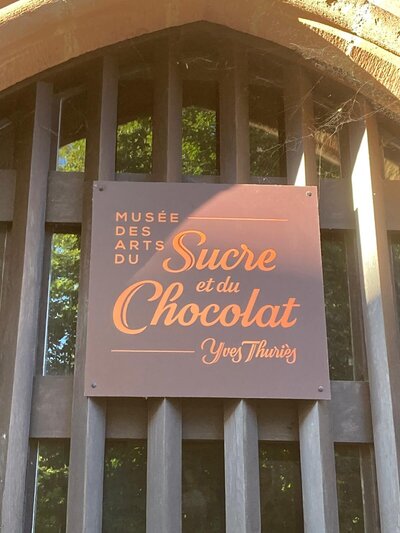 MUSÉE
DES
ARTS
DU Sucre
et du
Chocolat
Yves Thuriès